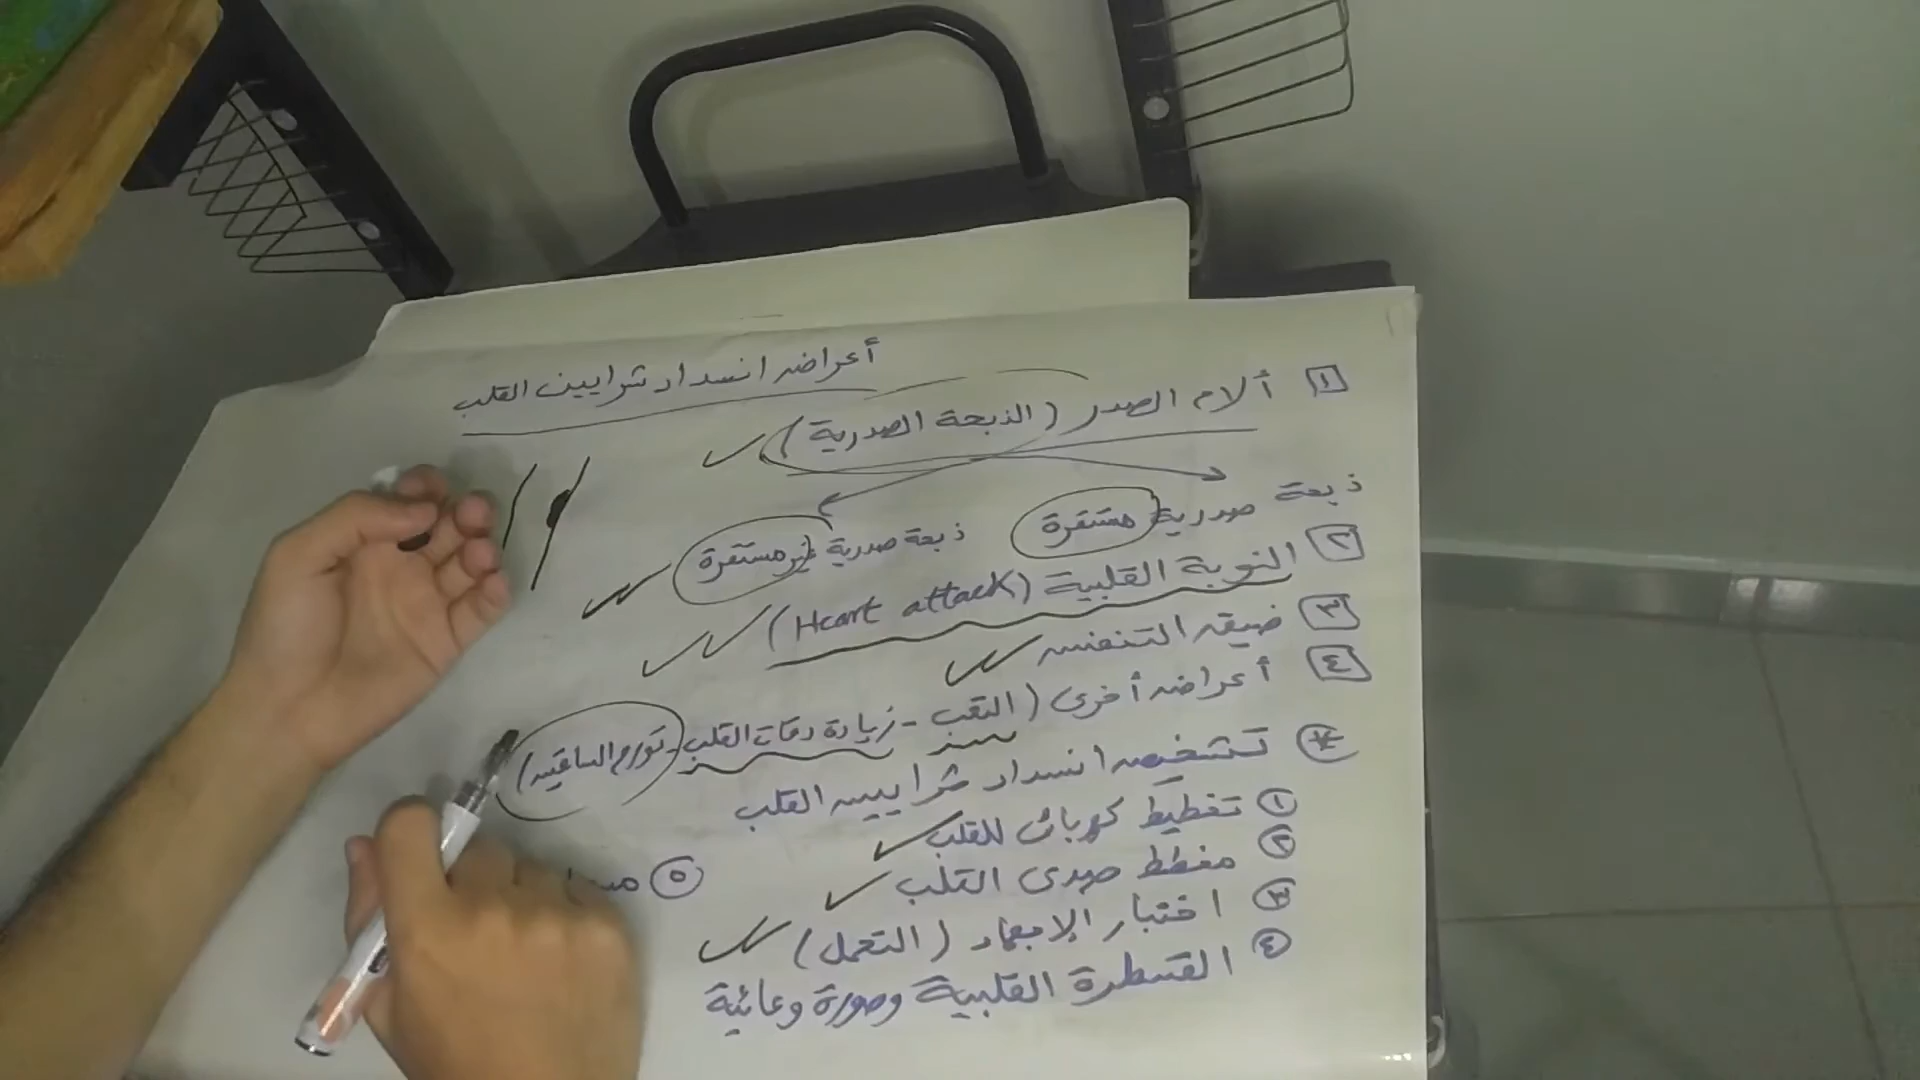 أعراض انسداد شرايين القلب
١ ألام الصدر (الذبحة الصدرية)
ذبحة صدرية مستقرة
ذبحة صدرية غير مستقرة
٢ النوبة القلبية (Heart attack)
٣ ضيق التنفس
٤ أعراض أخرى (التعب - زيادة دقات القلب - تورم الساقين)
* تشخيص انسداد شرايين القلب
١ تخطيط كهربائي للقلب
٢ مخطط صدى القلب
٣ اختبار الإجهاد (التحمل)
٤ القسطرة القلبية وصورة وعائية
٥